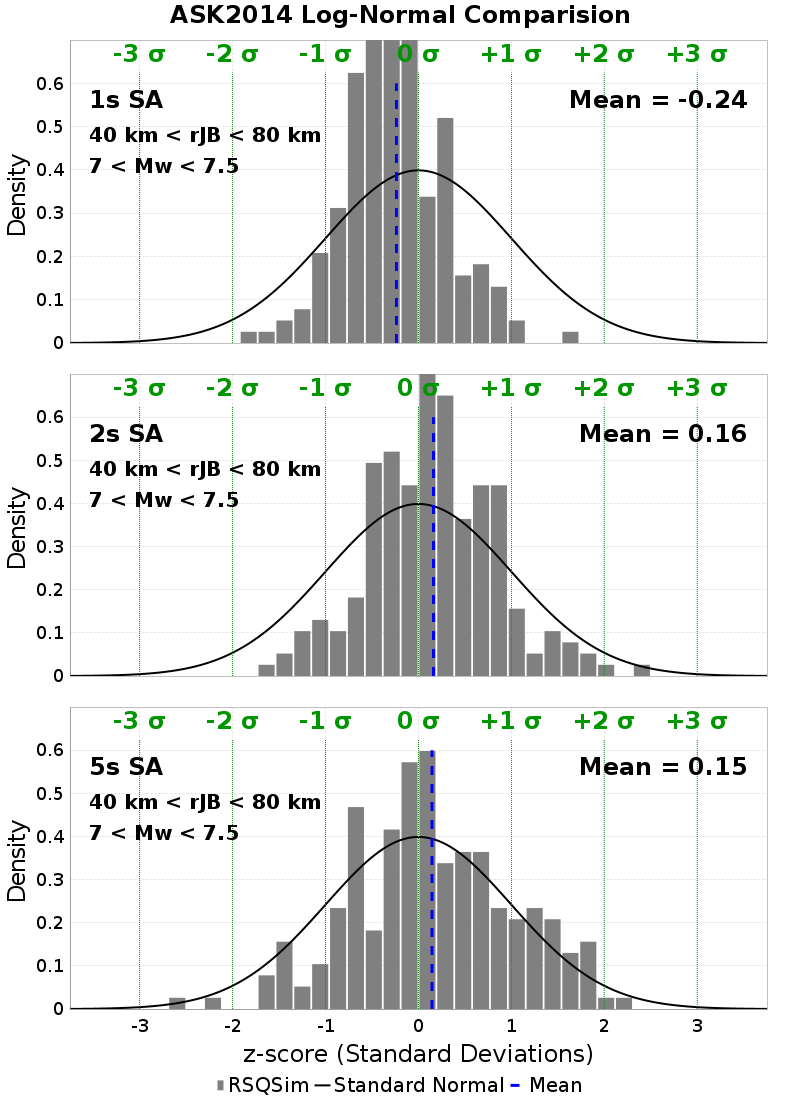 ASK2014 Log-Normal Comparision
-3 σ -2 σ -1 σ 0 σ +1 σ +2 σ +3 σ
1s SA Mean = -0.24
40 km < rJB < 80 km
7 < Mw < 7.5
Density
0.6
0.5
0.4
0.3
0.2
0.1
0
-3 σ -2 σ -1 σ 0 σ +1 σ +2 σ +3 σ
2s SA Mean = 0.16
40 km < rJB < 80 km
7 < Mw < 7.5
Density
0.6
0.5
0.4
0.3
0.2
0.1
0
-3 σ -2 σ -1 σ 0 σ +1 σ +2 σ +3 σ
5s SA Mean = 0.15
40 km < rJB < 80 km
7 < Mw < 7.5
Density
0.6
0.5
0.4
0.3
0.2
0.1
0
-3 -2 -1 0 1 2 3
z-score (Standard Deviations)
RSQSim Standard Normal Mean